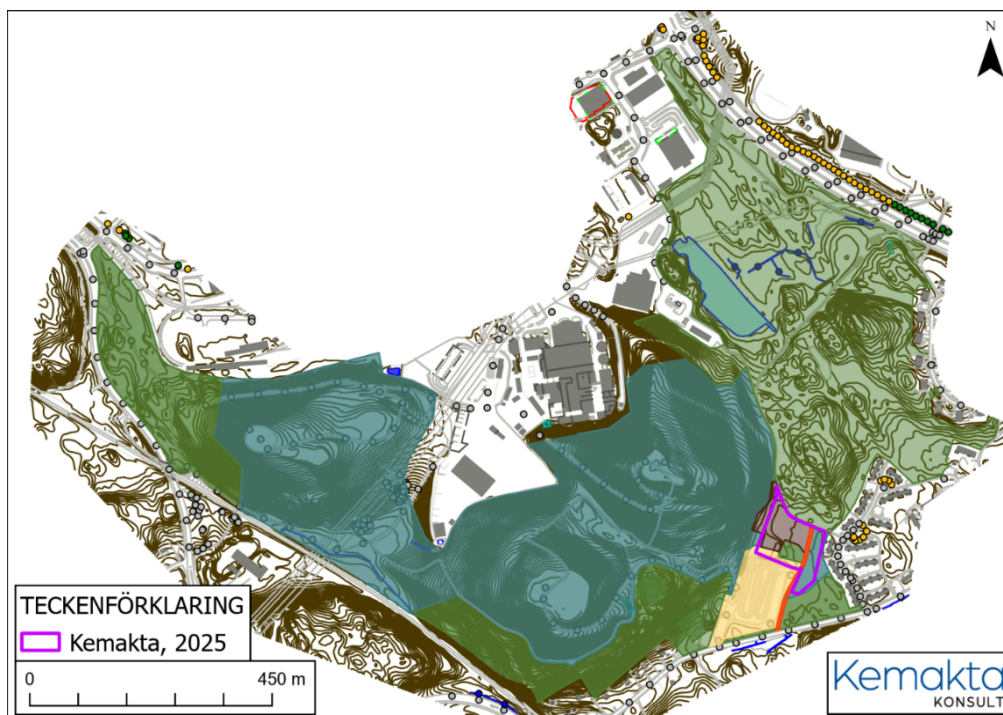 N
TECKENFÖRKLARING
Kemakta, 2025
0 450 m
Kemakta
KONSULT